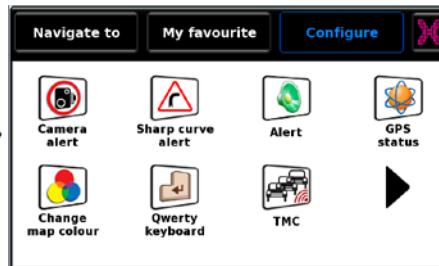 Navigate to
My favourite
Configure
Camera
alert
Sharp curve
alert
Alert
GPS
status
Change
map colour
Qwerty
keyboard
TMC